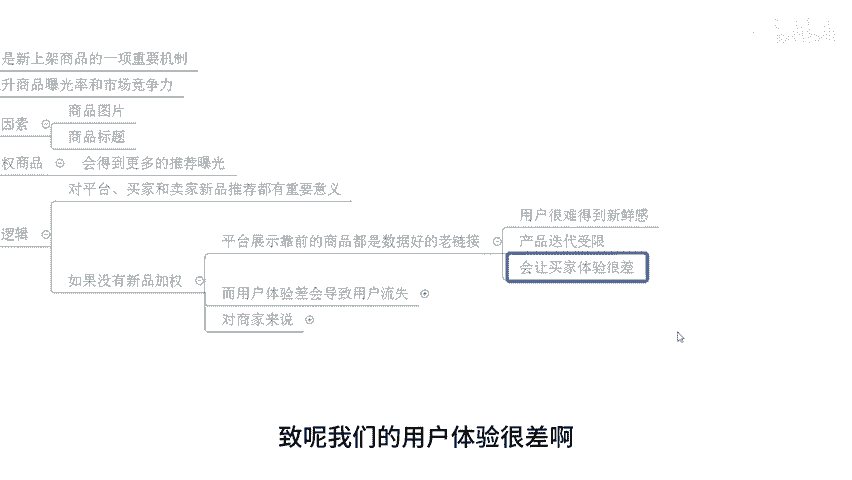 是新上架商品的一项重要机制
升商品曝光率和市场竞争力
商品图片
因素
商品标题
权商品
会得到更多的推荐曝光
对平台、买家和卖家新品推荐都有重要意义
逻辑
用户很难得到新鲜感
平台展示靠前的商品都是数据好的老链接
产品迭代受限
会让买家体验很差
如果没有新品加权
而用户体验差会导致用户流失
对商家来说
致呢我们的用户体验很差啊